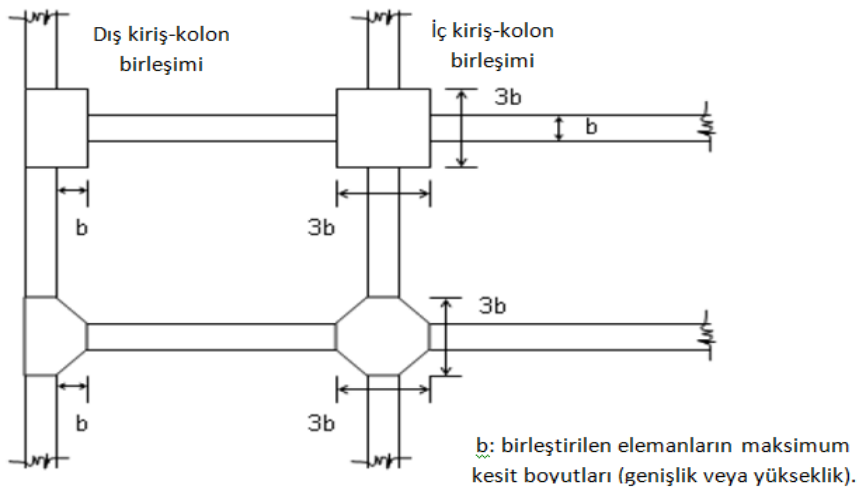 Dış kiriş-kolon
birleşimi
İç kiriş-kolon
birleşimi
3b
b
b
3b
3b
b
3b
b: birleştirilen elemanların maksimum
kesit boyutları (genişlik veya yükseklik).